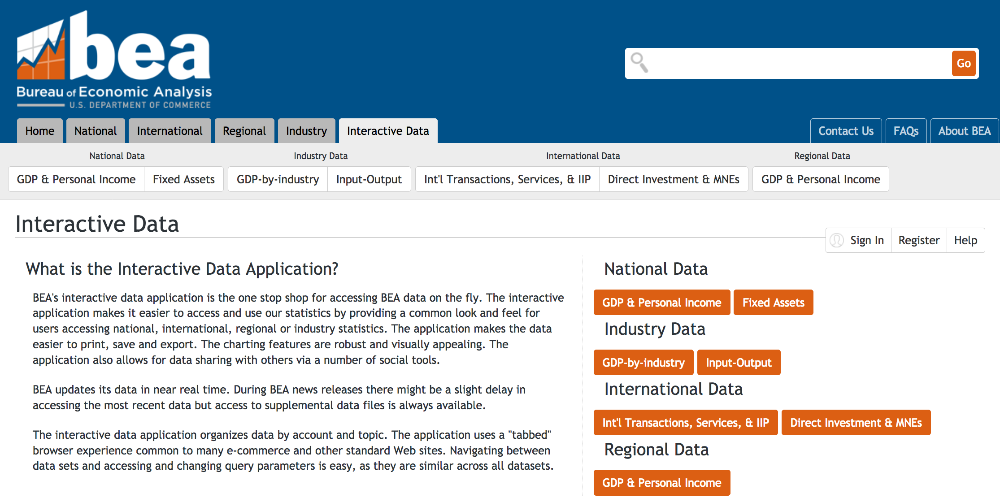 bea
Bureau of Economic Analysis
U.S. DEPARTMENT OF COMMERCE
Go
Home National International Regional Industry Interactive Data Contact Us FAQs About BEA
National Data Industry Data International Data Regional Data
GDP & Personal Income Fixed Assets GDP-by-industry Input-Output Int'l Transactions, Services, & IIP Direct Investment & MNEs GDP & Personal Income
Interactive Data
Sign In Register Help
What is the Interactive Data Application?
BEA's interactive data application is the one stop shop for accessing BEA data on the fly. The interactive
application makes it easier to access and use our statistics by providing a common look and feel for
users accessing national, international, regional or industry statistics. The application makes the data
easier to print, save and export. The charting features are robust and visually appealing. The
application also allows for data sharing with others via a number of social tools.
BEA updates its data in near real time. During BEA news releases there might be a slight delay in
accessing the most recent data but access to supplemental data files is always available.
The interactive data application organizes data by account and topic. The application uses a "tabbed"
browser experience common to many e-commerce and other standard Web sites. Navigating between
data sets and accessing and changing query parameters is easy, as they are similar across all datasets.
National Data
GDP & Personal Income Fixed Assets
Industry Data
GDP-by-industry Input-Output
International Data
Int'l Transactions, Services, & IIP Direct Investment & MNEs
Regional Data
GDP & Personal Income